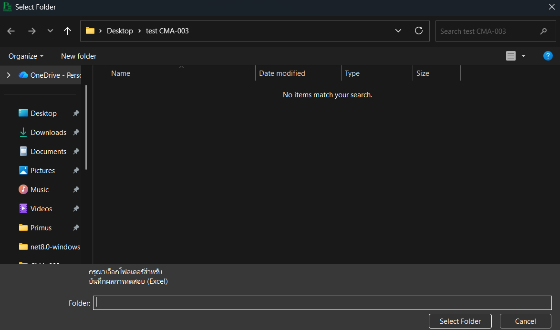 Select Folder
Desktop
test CMA-003
Search test CMA-003
Organize
New folder
Name
Date modified
Type
Size
OneDrive - Perso
No items match your search.
Desktop
Downloads
Documents
Pictures
Music
Videos
Primus
net8.0-windows
กรุณาเลือกโฟลเดอร์สำหรับ
บันทึกผลการทดสอบ (Excel)
Folder:
Select Folder
Cancel